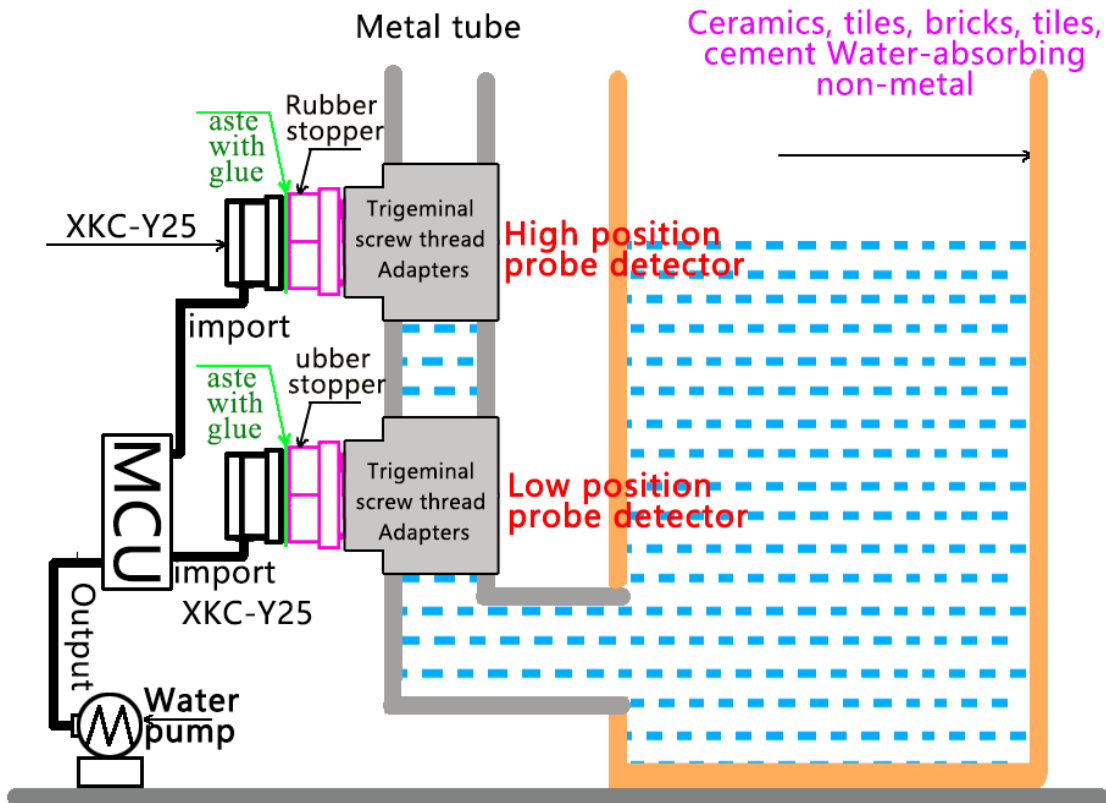 Metal tube
Ceramics, tiles, bricks, tiles,
cement Water-absorbing
non-metal
Rubber
stopper
aste
with
glue
XKC-Y25
Trigeminal
screw thread
Adapters
High position
probe detector
import
ubber
stopper
aste
with
glue
MCU
Trigeminal
screw thread
Adapters
Low position
probe detector
import
XKC-Y25
Output
Water
pump